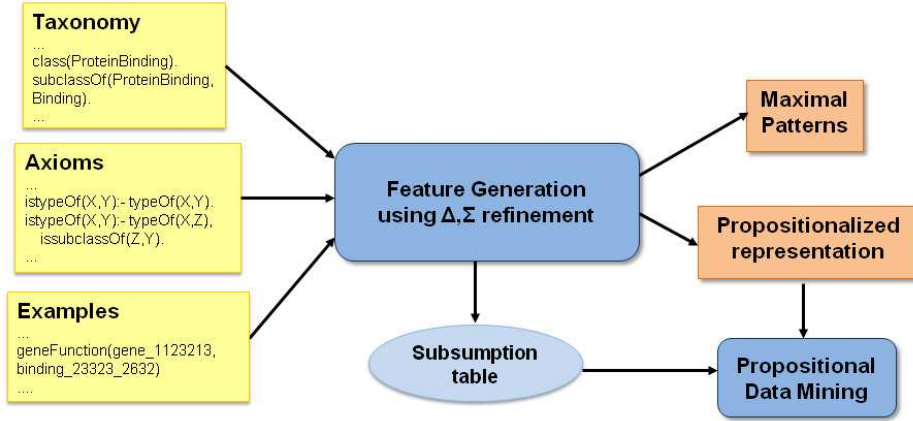 Taxonomy
...
class(ProteinBinding).
subclassOf(ProteinBinding,
Binding).
...
Axioms
...
istypeOf(X,Y):- typeOf(X,Y).
istypeOf(X,Y):- typeOf(X,Z),
issubclassOf(Z,Y).
...
Examples
...
geneFunction(gene_1123213,
binding_23323_2632)
....
Feature Generation
using Δ,Σ refinement
Maximal
Patterns
Propositionalized
representation
Subsumption
table
Propositional
Data Mining